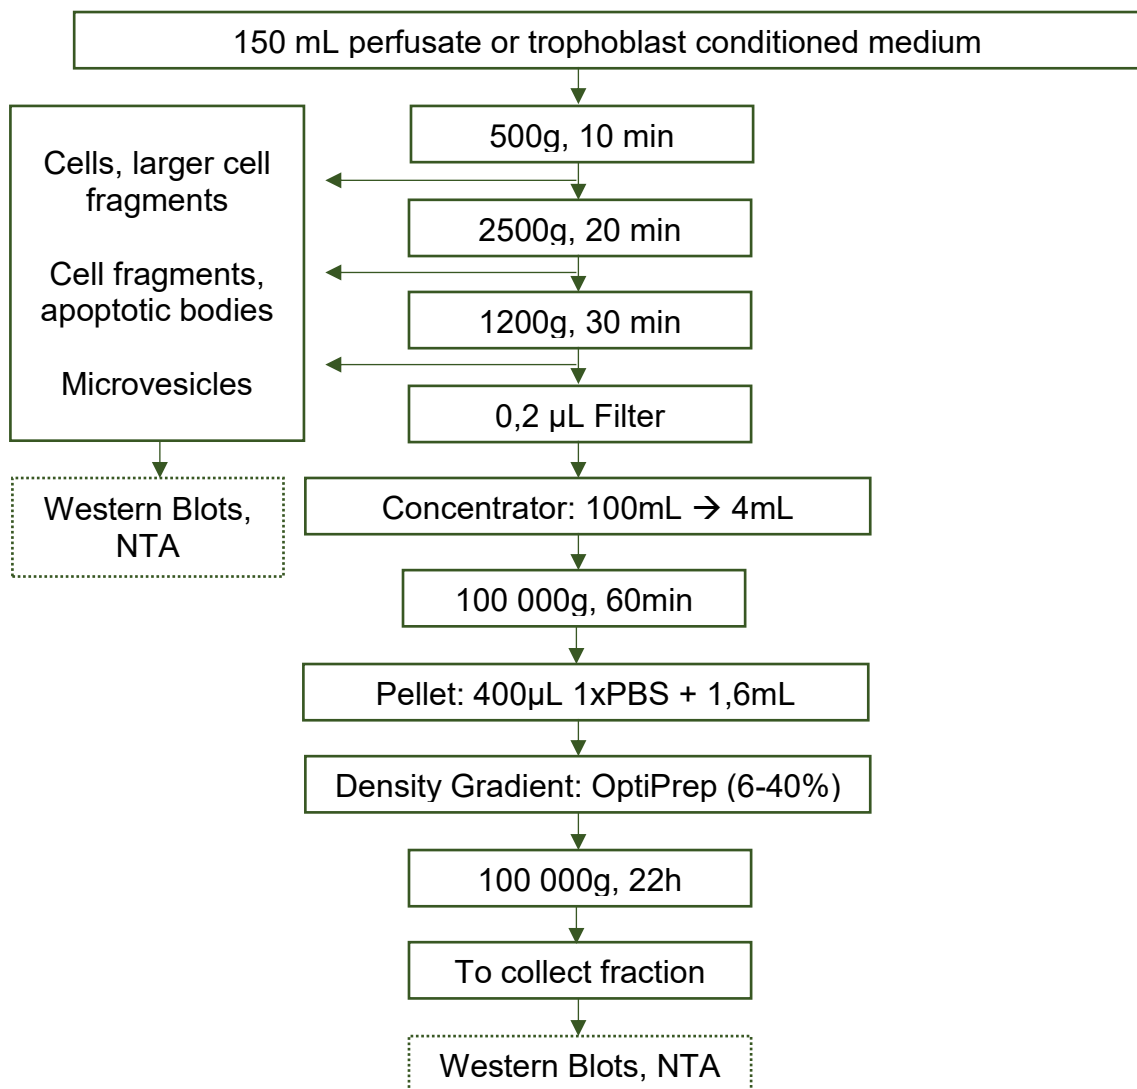 150 mL perfusate or trophoblast conditioned medium
500g, 10 min
Cells, larger cell
fragments
2500g, 20 min
Cell fragments,
apoptotic bodies
1200g, 30 min
Microvesicles
0,2 µL Filter
Western Blots,
NTA
Concentrator: 100mL → 4mL
100 000g, 60min
Pellet: 400µL 1xPBS + 1,6mL
Density Gradient: OptiPrep (6-40%)
100 000g, 22h
To collect fraction
Western Blots, NTA